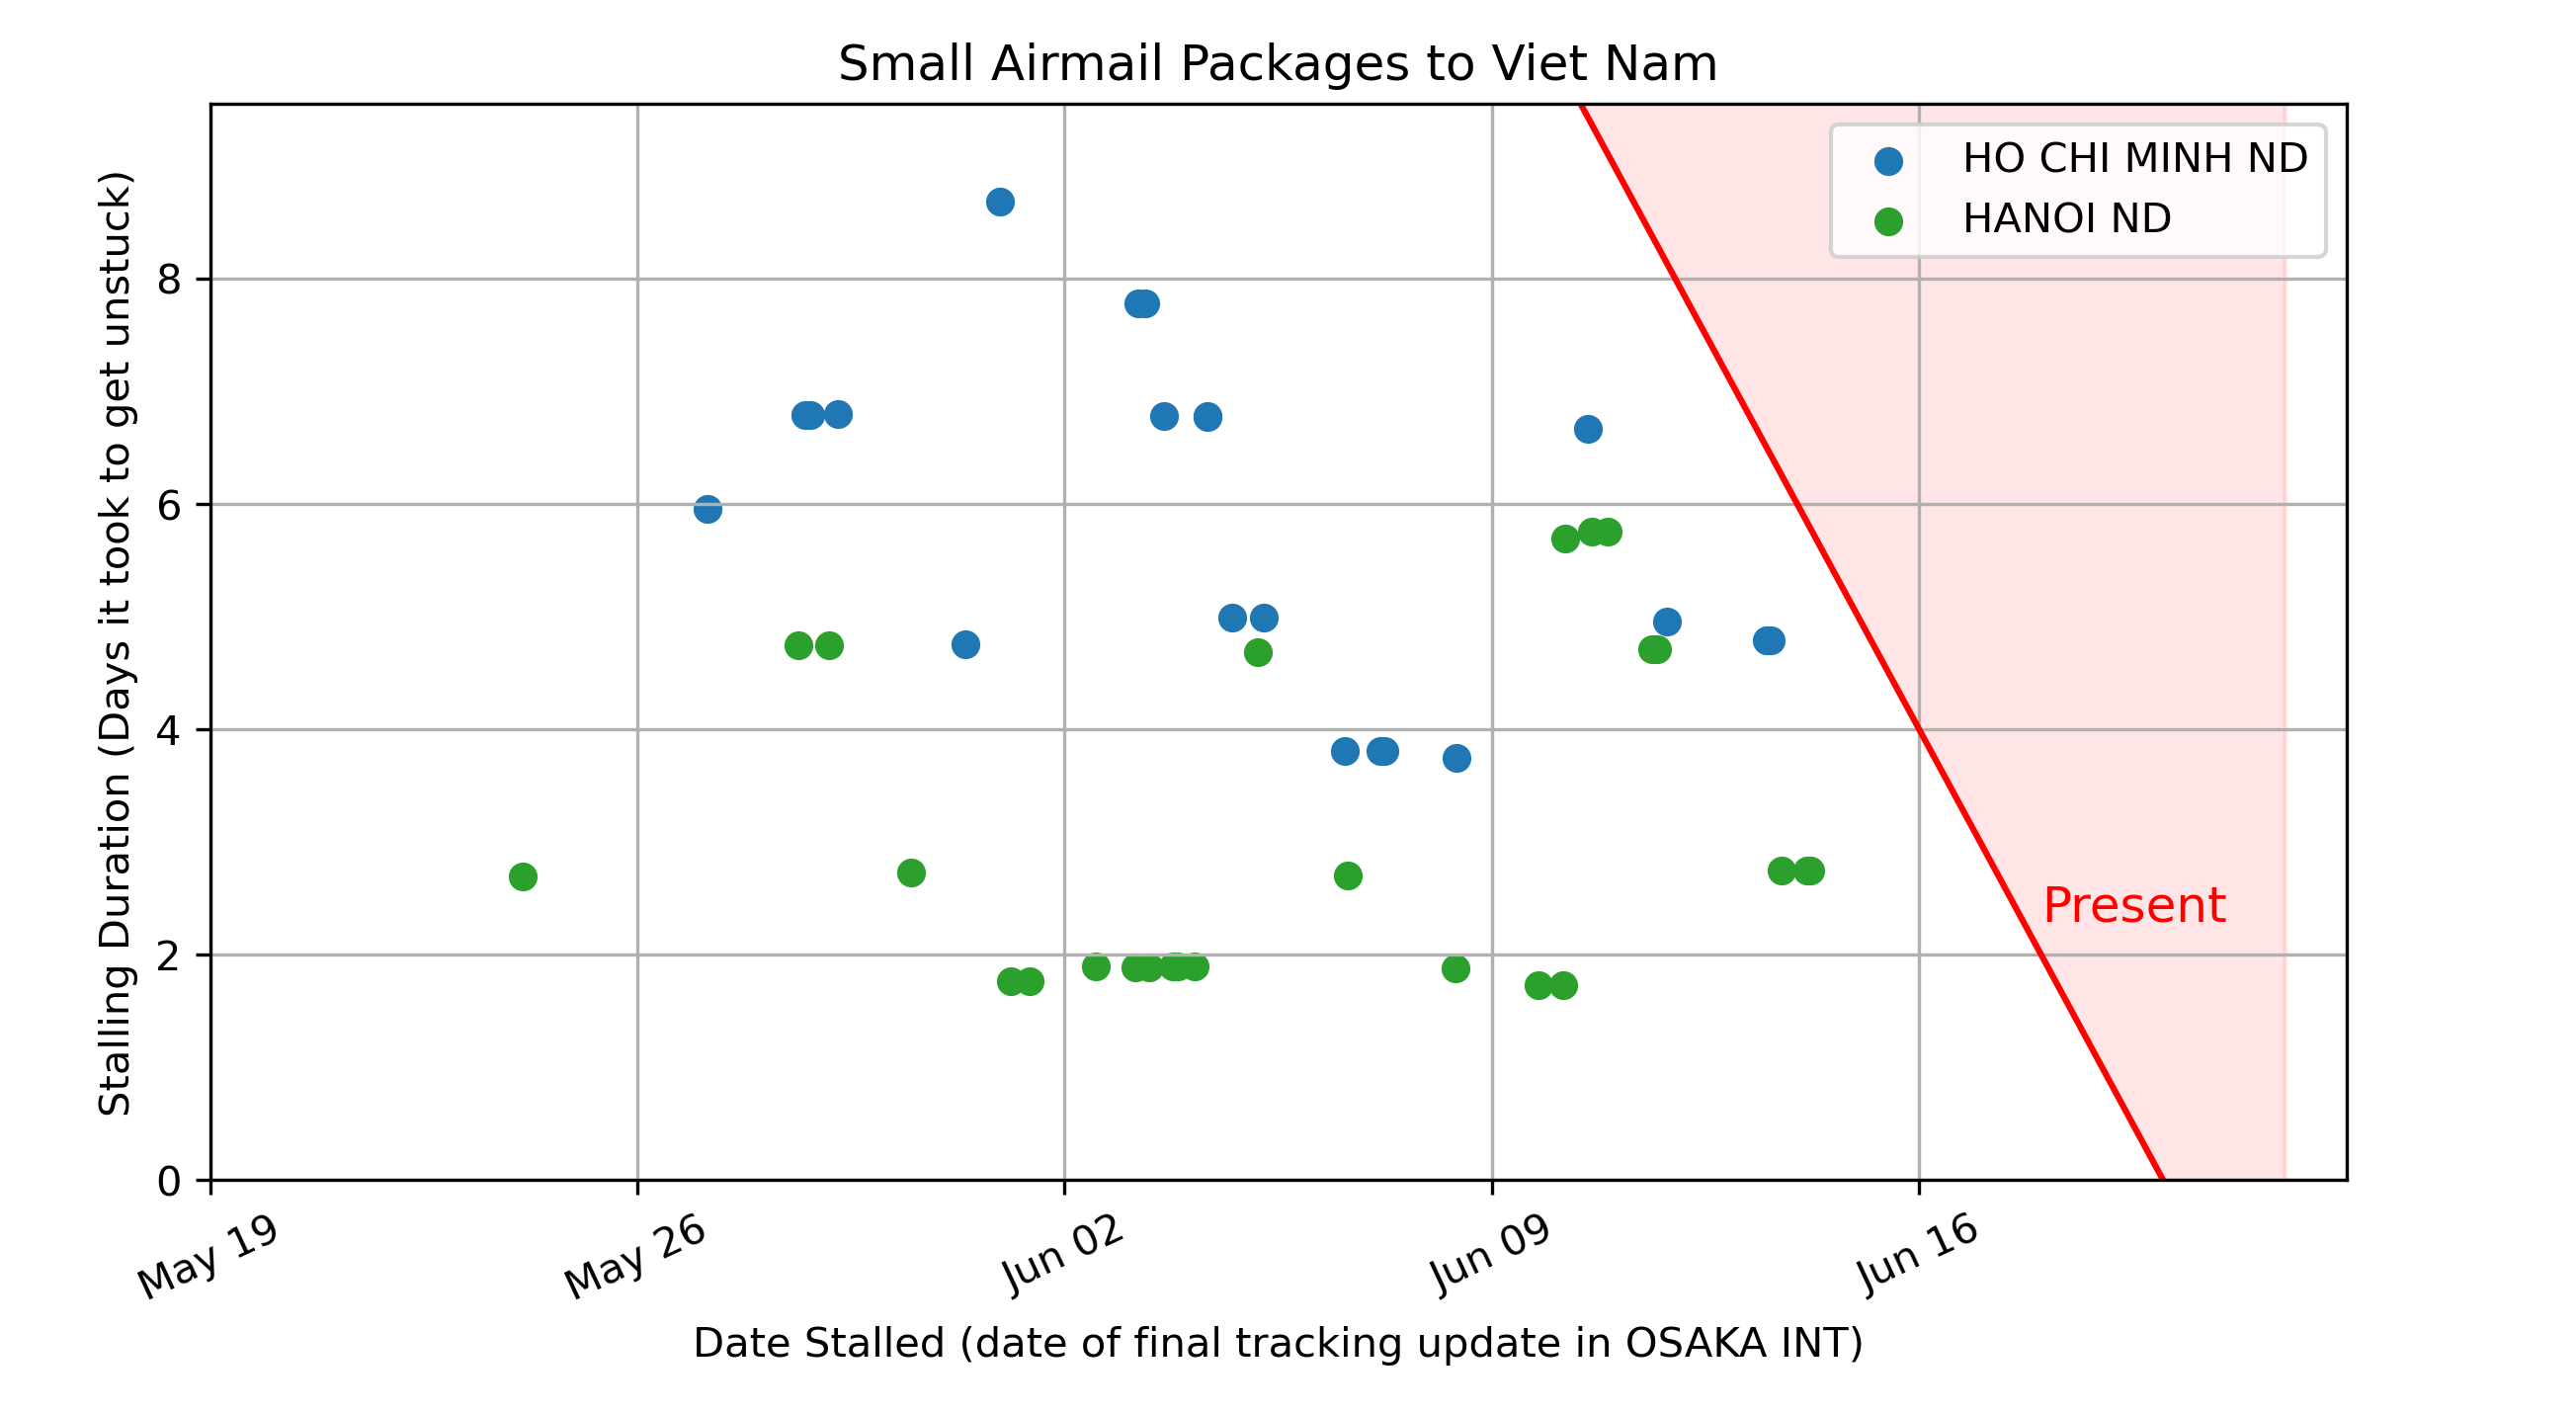 Small Airmail Packages to Viet Nam
Stalling Duration (Days it took to get unstuck)
8
6
4
2
0
HO CHI MINH ND
HANOI ND
Present
May 19
May 26
Jun 02
Jun 09
Jun 16
Date Stalled (date of final tracking update in OSAKA INT)